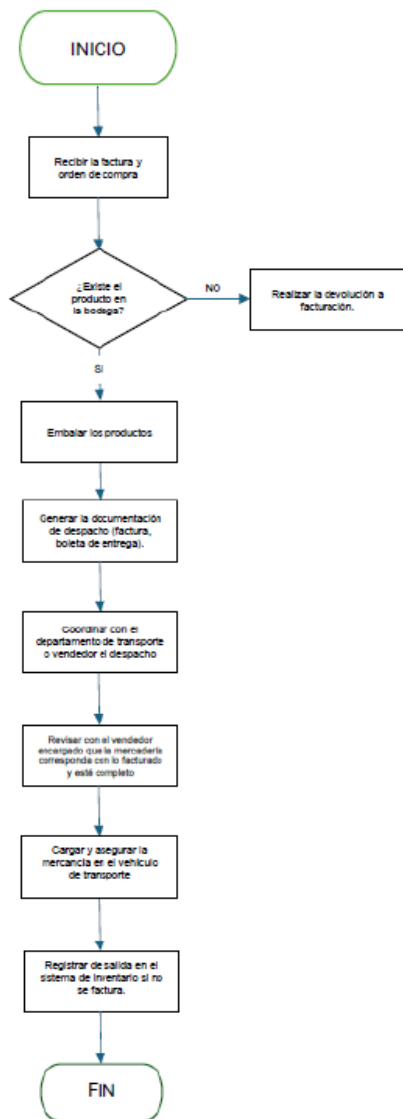 INICIO
Recibir la factura y
orden de compra
¿Existe el
producto en
la bodega?
NO
Realizar la devolución a
facturación.
SI
Embalar los productos
Generar la documentación
de despacho (factura,
boleta de entrega).
Coordinar con el
departamento de transporte
o vendedor el despacho
Revisar con el vendedor
encargado que la mercadería
corresponda con lo facturado
y esté completo
Cargar y asegurar la
mercancía en el vehículo
de transporte
Registrar de salida en el
sistema de inventario si no
se factura.
FIN